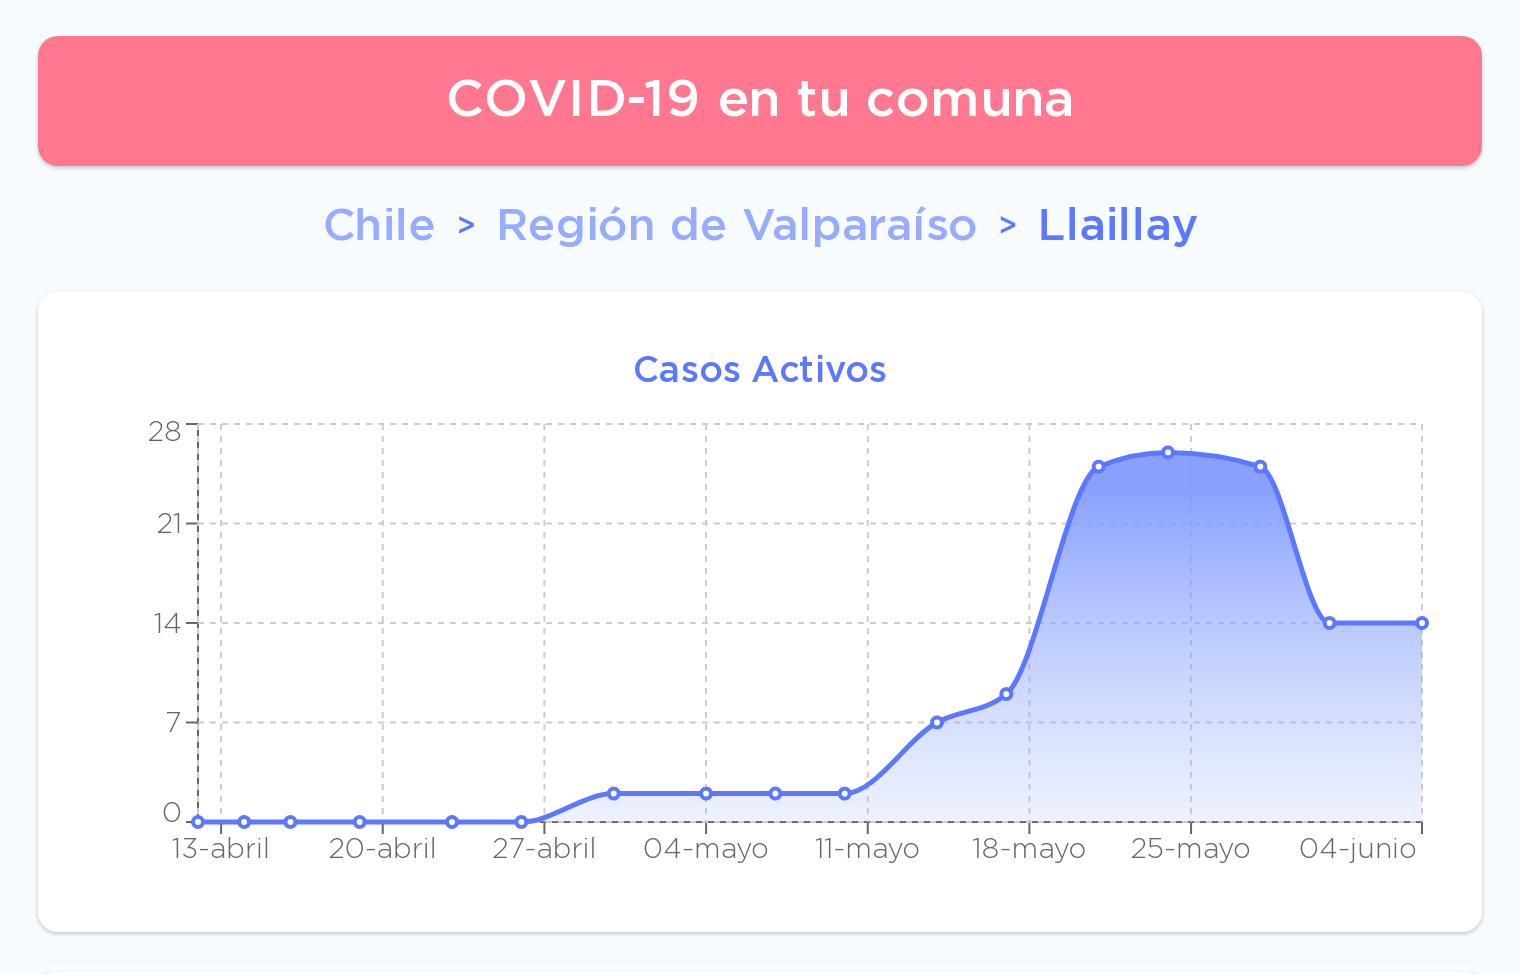 COVID-19 en tu comuna
Chile > Región de Valparaíso > Llaillay
Casos Activos
28
21
14
7
0
13-abril 20-abril 27-abril 04-mayo 11-mayo 18-mayo 25-mayo 04-junio